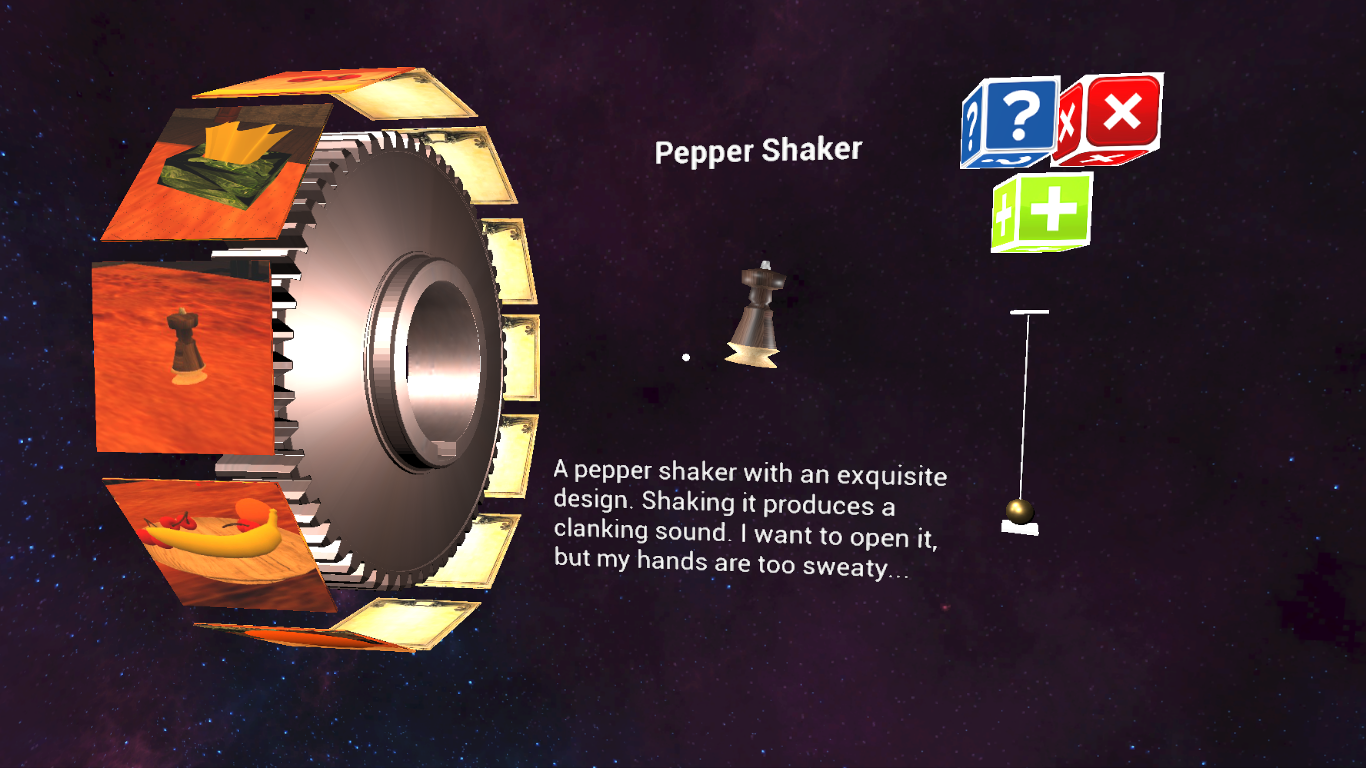 Pepper Shaker
A pepper shaker with an exquisite
design. Shaking it produces a
clanking sound. I want to open it,
but my hands are too sweaty...